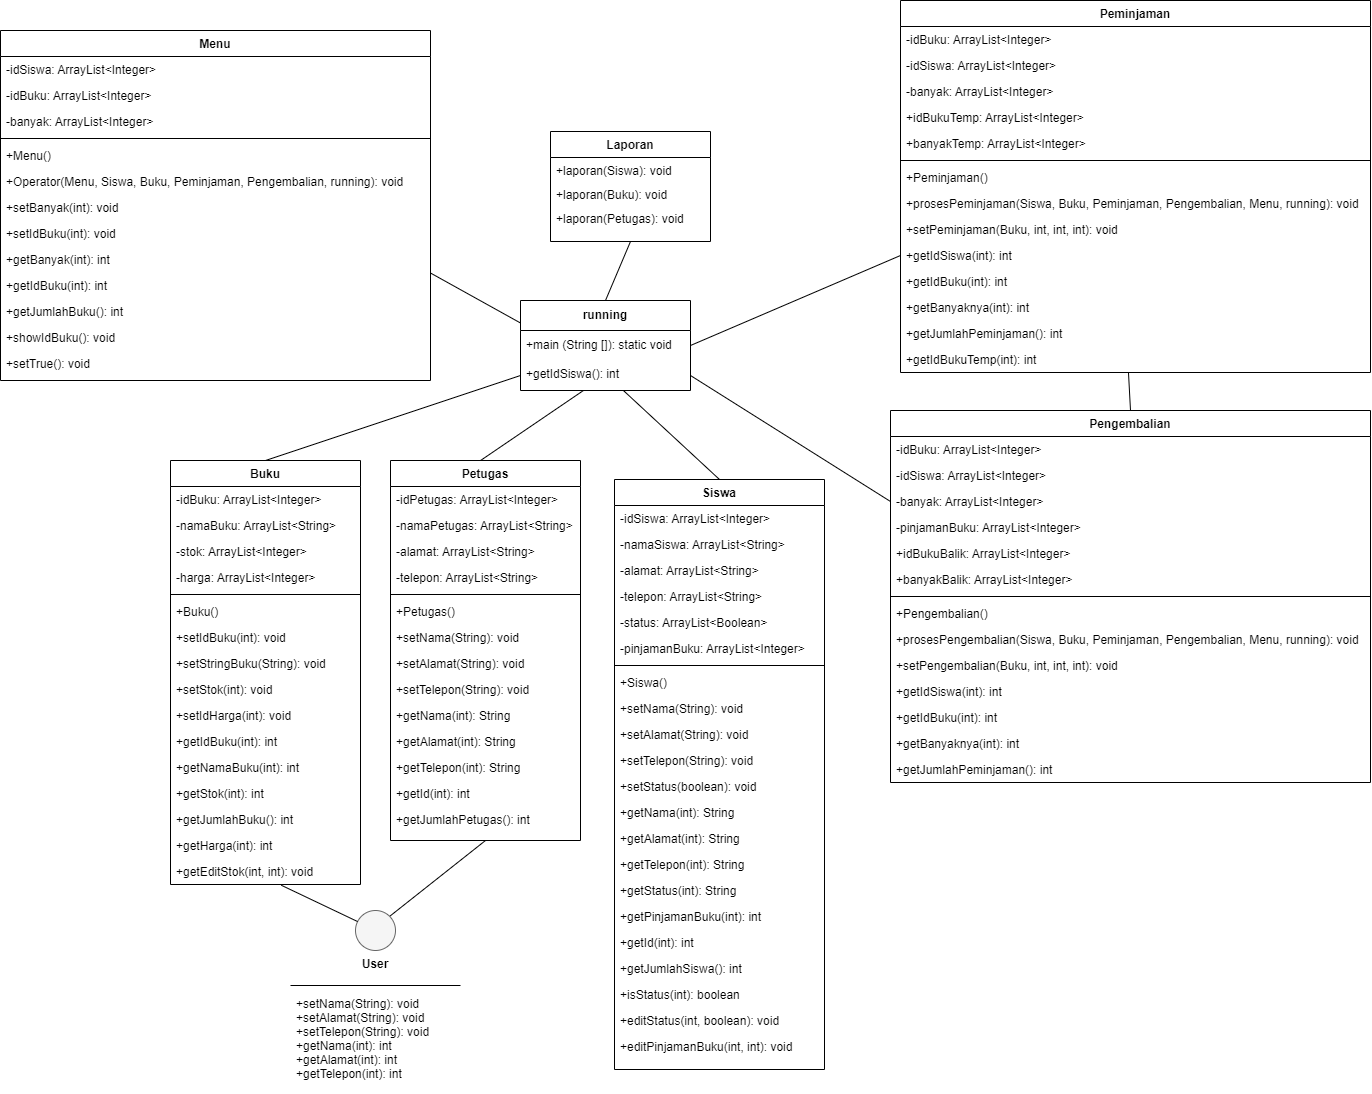 Menu
-idSiswa: ArrayList<Integer>
-idBuku: ArrayList<Integer>
-banyak: ArrayList<Integer>
+Menu()
+Operator(Menu, Siswa, Buku, Peminjaman, Pengembalian, running): void
+setBanyak(int): void
+setIdBuku(int): void
+getBanyak(int): int
+getIdBuku(int): int
+getJumlahBuku(): int
+showIdBuku(): void
+setTrue(): void
Laporan
+laporan(Siswa): void
+laporan(Buku): void
+laporan(Petugas): void
Peminjaman
-idBuku: ArrayList<Integer>
-idSiswa: ArrayList<Integer>
-banyak: ArrayList<Integer>
+idBukuTemp: ArrayList<Integer>
+banyakTemp: ArrayList<Integer>
+Peminjaman()
+prosesPeminjaman(Siswa, Buku, Peminjaman, Pengembalian, Menu, running): void
+setPeminjaman(Buku, int, int, int): void
+getIdSiswa(int): int
+getIdBuku(int): int
+getBanyaknya(int): int
+getJumlahPeminjaman(): int
+getIdBukuTemp(int): int
running
+main (String []): static void
+getIdSiswa(): int
Buku
-idBuku: ArrayList<Integer>
-namaBuku: ArrayList<String>
-stok: ArrayList<Integer>
-harga: ArrayList<Integer>
+Buku()
+setIdBuku(int): void
+setStringBuku(String): void
+setStok(int): void
+setIdHarga(int): void
+getIdBuku(int): int
+getNamaBuku(int): int
+getStok(int): int
+getJumlahBuku(): int
+getHarga(int): int
+getEditStok(int, int): void
Petugas
-idPetugas: ArrayList<Integer>
-namaPetugas: ArrayList<String>
-alamat: ArrayList<String>
-telepon: ArrayList<String>
+Petugas()
+setNama(String): void
+setAlamat(String): void
+setTelepon(String): void
+getNama(int): String
+getAlamat(int): String
+getTelepon(int): String
+getId(int): int
+getJumlahPetugas(): int
Siswa
-idSiswa: ArrayList<Integer>
-namaSiswa: ArrayList<String>
-alamat: ArrayList<String>
-telepon: ArrayList<String>
-status: ArrayList<Boolean>
-pinjamanBuku: ArrayList<Integer>
+Siswa()
+setNama(String): void
+setAlamat(String): void
+setTelepon(String): void
+setStatus(boolean): void
+getNama(int): String
+getAlamat(int): String
+getTelepon(int): String
+getStatus(int): String
+getPinjamanBuku(int): int
+getId(int): int
+getJumlahSiswa(): int
+isStatus(int): boolean
+editStatus(int, boolean): void
+editPinjamanBuku(int, int): void
Pengembalian
-idBuku: ArrayList<Integer>
-idSiswa: ArrayList<Integer>
-banyak: ArrayList<Integer>
-pinjamanBuku: ArrayList<Integer>
+idBukuBalik: ArrayList<Integer>
+banyakBalik: ArrayList<Integer>
+Pengembalian()
+prosesPengembalian(Siswa, Buku, Peminjaman, Pengembalian, Menu, running): void
+setPengembalian(Buku, int, int, int): void
+getIdSiswa(int): int
+getIdBuku(int): int
+getBanyaknya(int): int
+getJumlahPeminjaman(): int
User
+setNama(String): void
+setAlamat(String): void
+setTelepon(String): void
+getNama(int): int
+getAlamat(int): int
+getTelepon(int): int